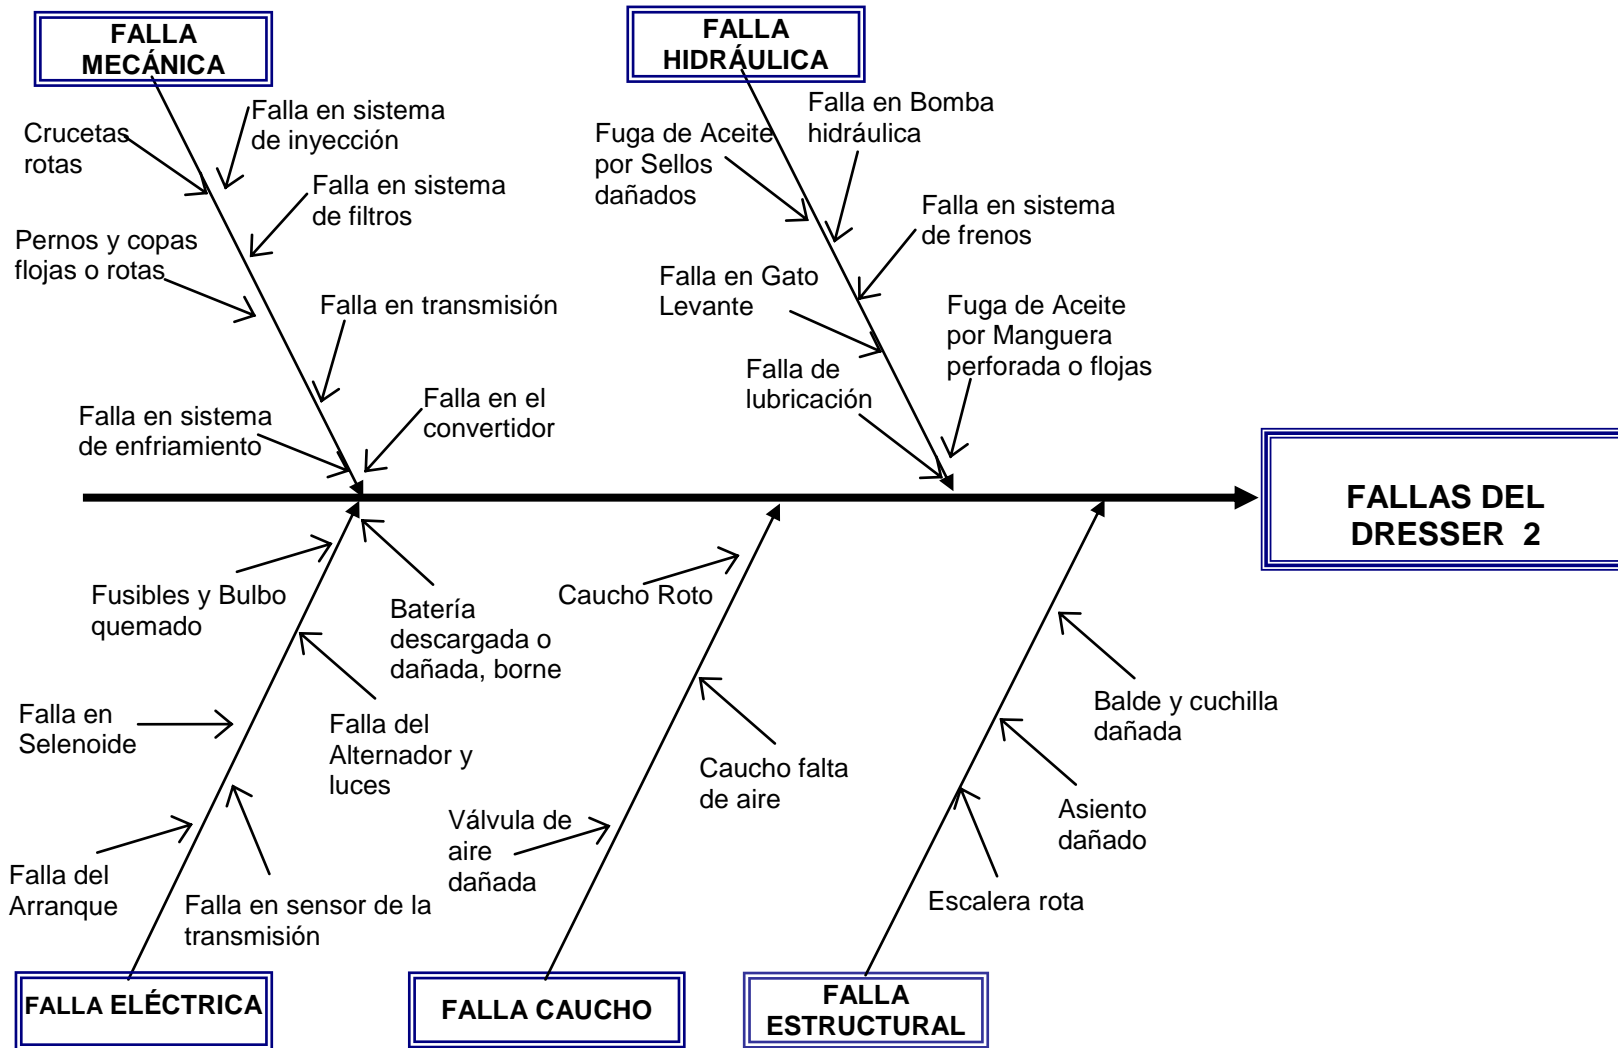 FALLA
MECÁNICA
FALLA
HIDRÁULICA
Crucetas
rotas
Falla en sistema
de inyección
Falla en sistema
de filtros
Pernos y copas
flojas o rotas
Falla en transmisión
Falla en sistema
de enfriamiento
Falla en el
convertidor
Fuga de Aceite
por Sellos
dañados
Falla en Bomba
hidráulica
Falla en sistema
de frenos
Falla en Gato
Levante
Fuga de Aceite
por Manguera
perforada o flojas
Falla de
lubricación
FALLAS DEL
DRESSER 2
Fusibles y Bulbo
quemado
Batería
descargada o
dañada, borne
Falla en
Selenoide
Falla del
Alternador y
luces
Falla del
Arranque
Falla en sensor de la
transmisión
Caucho Roto
Caucho falta
de aire
Válvula de
aire
dañada
Balde y cuchilla
dañada
Asiento
dañado
Escalera rota
FALLA ELÉCTRICA
FALLA CAUCHO
FALLA
ESTRUCTURAL